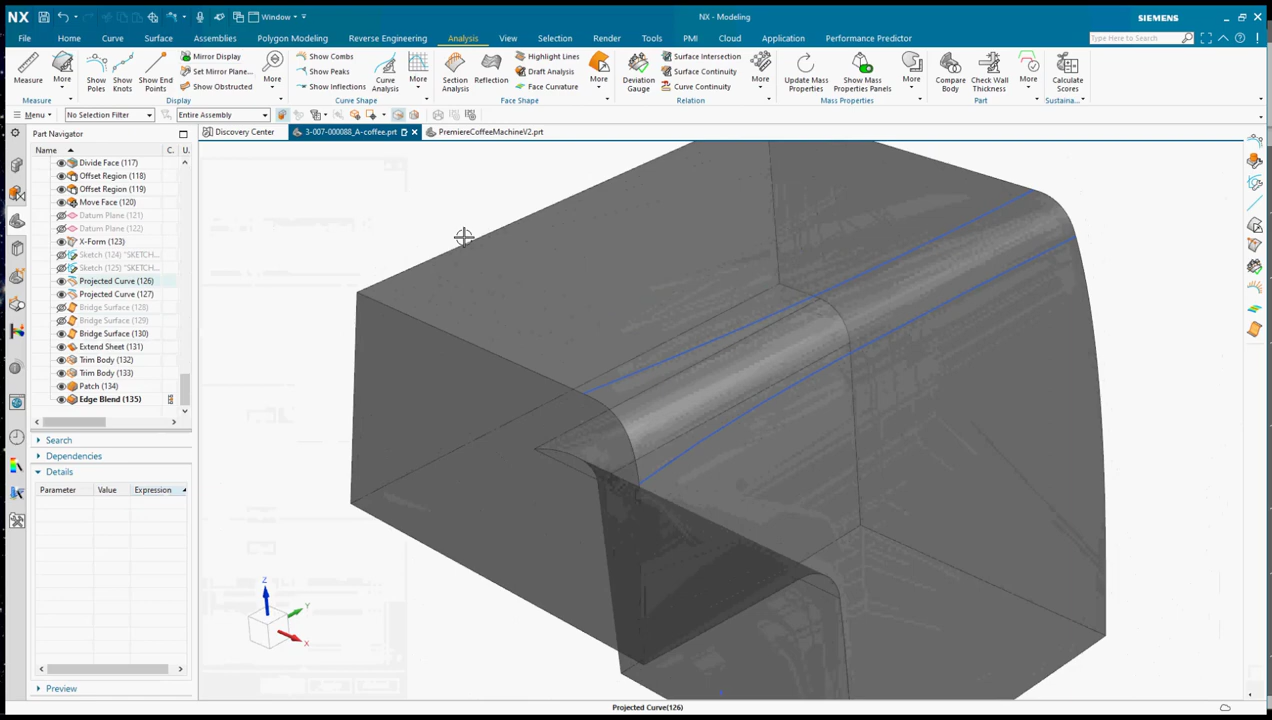 NX
Window
NX - Modeling
SIEMENS
File Home Curve Surface Assemblies Polygon Modeling Reverse Engineering Analysis View Selection Render Tools PMI Cloud Application Performance Predictor
Type Here to Search
Measure
More
Show Poles
Show Knots
Show End Points
Mirror Display
Set Mirror Plane...
Show Obstructed
More
Show Combs
Show Peaks
Show Inflections
Curve Analysis
More
Section Analysis
Reflection
Highlight Lines
Draft Analysis
Face Curvature
More
Deviation Gauge
Surface Intersection
Surface Continuity
Curve Continuity
More
Update Mass Properties
Show Mass Properties Panels
More
Compare Body
Check Wall Thickness
More
Calculate Scores
Measure Display Curve Shape Face Shape Relation Mass Properties Part Sustaina...
Menu
No Selection Filter
Entire Assembly
Part Navigator
Discovery Center
3-007-000088_A-coffee.prt
PremiereCoffeeMachineV2.prt
Name C. U.
Divide Face (117)
Offset Region (118)
Offset Region (119)
Move Face (120)
Datum Plane (121)
Datum Plane (122)
X-Form (123)
Sketch (124) "SKETCH...
Sketch (125) "SKETCH...
Projected Curve (126)
Projected Curve (127)
Bridge Surface (128)
Bridge Surface (129)
Bridge Surface (130)
Extend Sheet (131)
Trim Body (132)
Trim Body (133)
Patch (134)
Edge Blend (135)
Search
Dependencies
Details
Parameter Value Expression
Preview
Z
Y
X
Projected Curve(126)